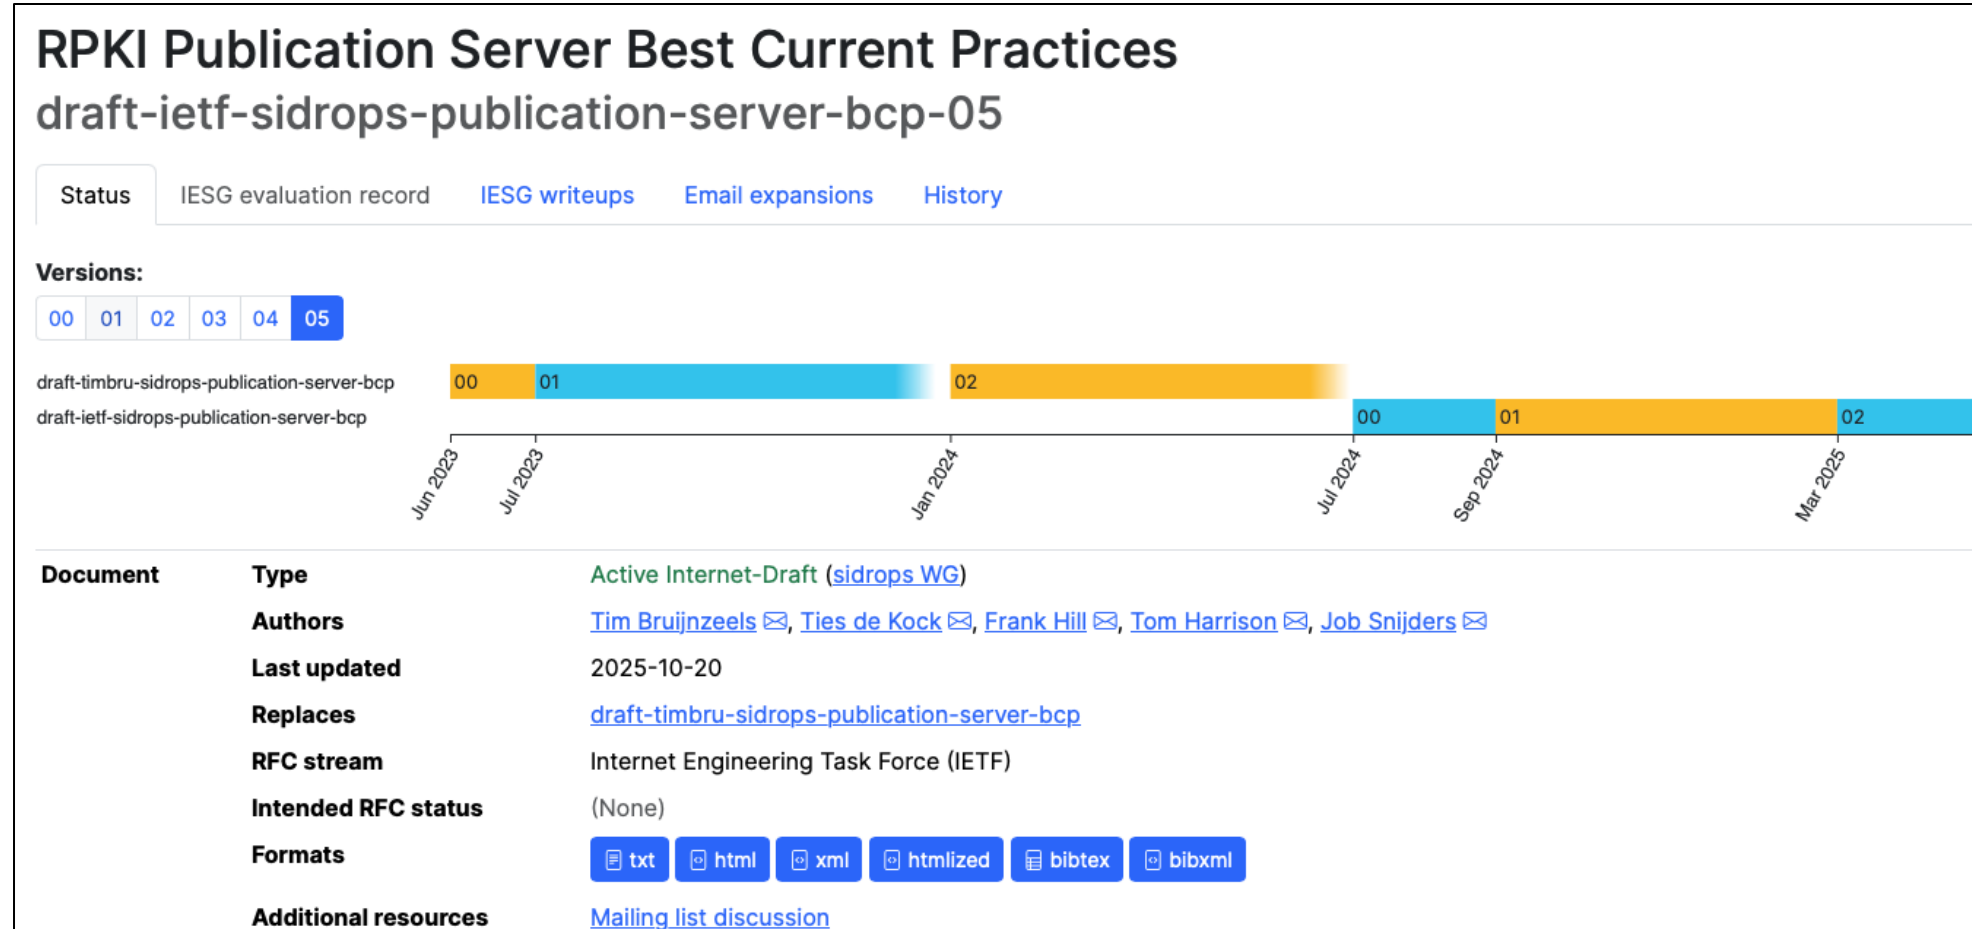 RPKI Publication Server Best Current Practices
draft-ietf-sidrops-publication-server-bcp-05
Status IESG evaluation record IESG writeups Email expansions History
Versions:
00 01 02 03 04 05
draft-timbru-sidrops-publication-server-bcp 00 01 02
draft-ietf-sidrops-publication-server-bcp 00 01 02
Jun 2023 Jul 2023 Jan 2024 Jul 2024 Sep 2024 Mar 2025
Document Type Active Internet-Draft (sidrops WG)
Authors Tim Bruijnzeels, Ties de Kock, Frank Hill, Tom Harrison, Job Snijders
Last updated 2025-10-20
Replaces draft-timbru-sidrops-publication-server-bcp
RFC stream Internet Engineering Task Force (IETF)
Intended RFC status (None)
Formats txt html xml htmlized bibtex bibxml
Additional resources Mailing list discussion